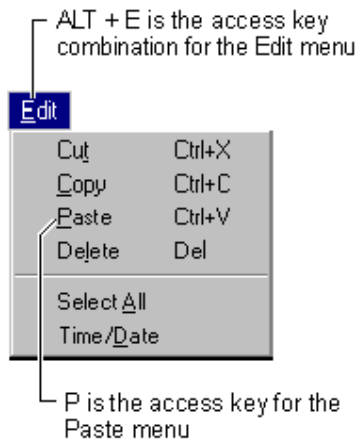 ALT + E is the access key
combination for the Edit menu
Edit
Cut Ctrl+X
Copy Ctrl+C
Paste Ctrl+V
Delete Del
Select All
Time/Date
P is the access key for the
Paste menu